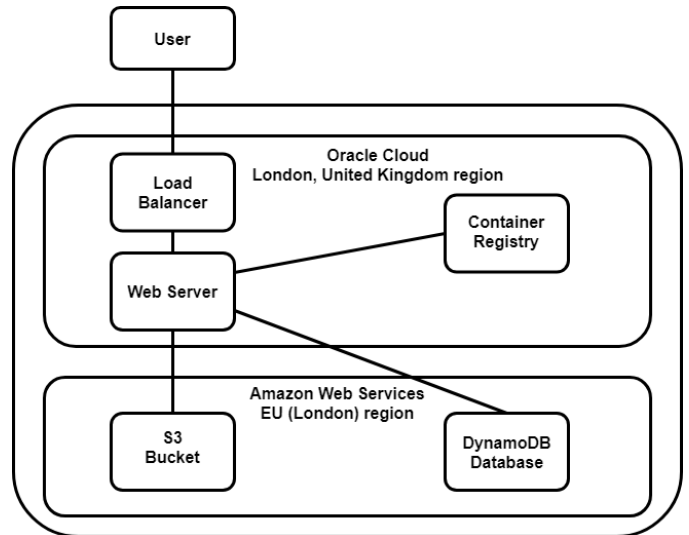 User
Oracle Cloud
London, United Kingdom region
Load
Balancer
Container
Registry
Web Server
Amazon Web Services
EU (London) region
S3
Bucket
DynamoDB
Database